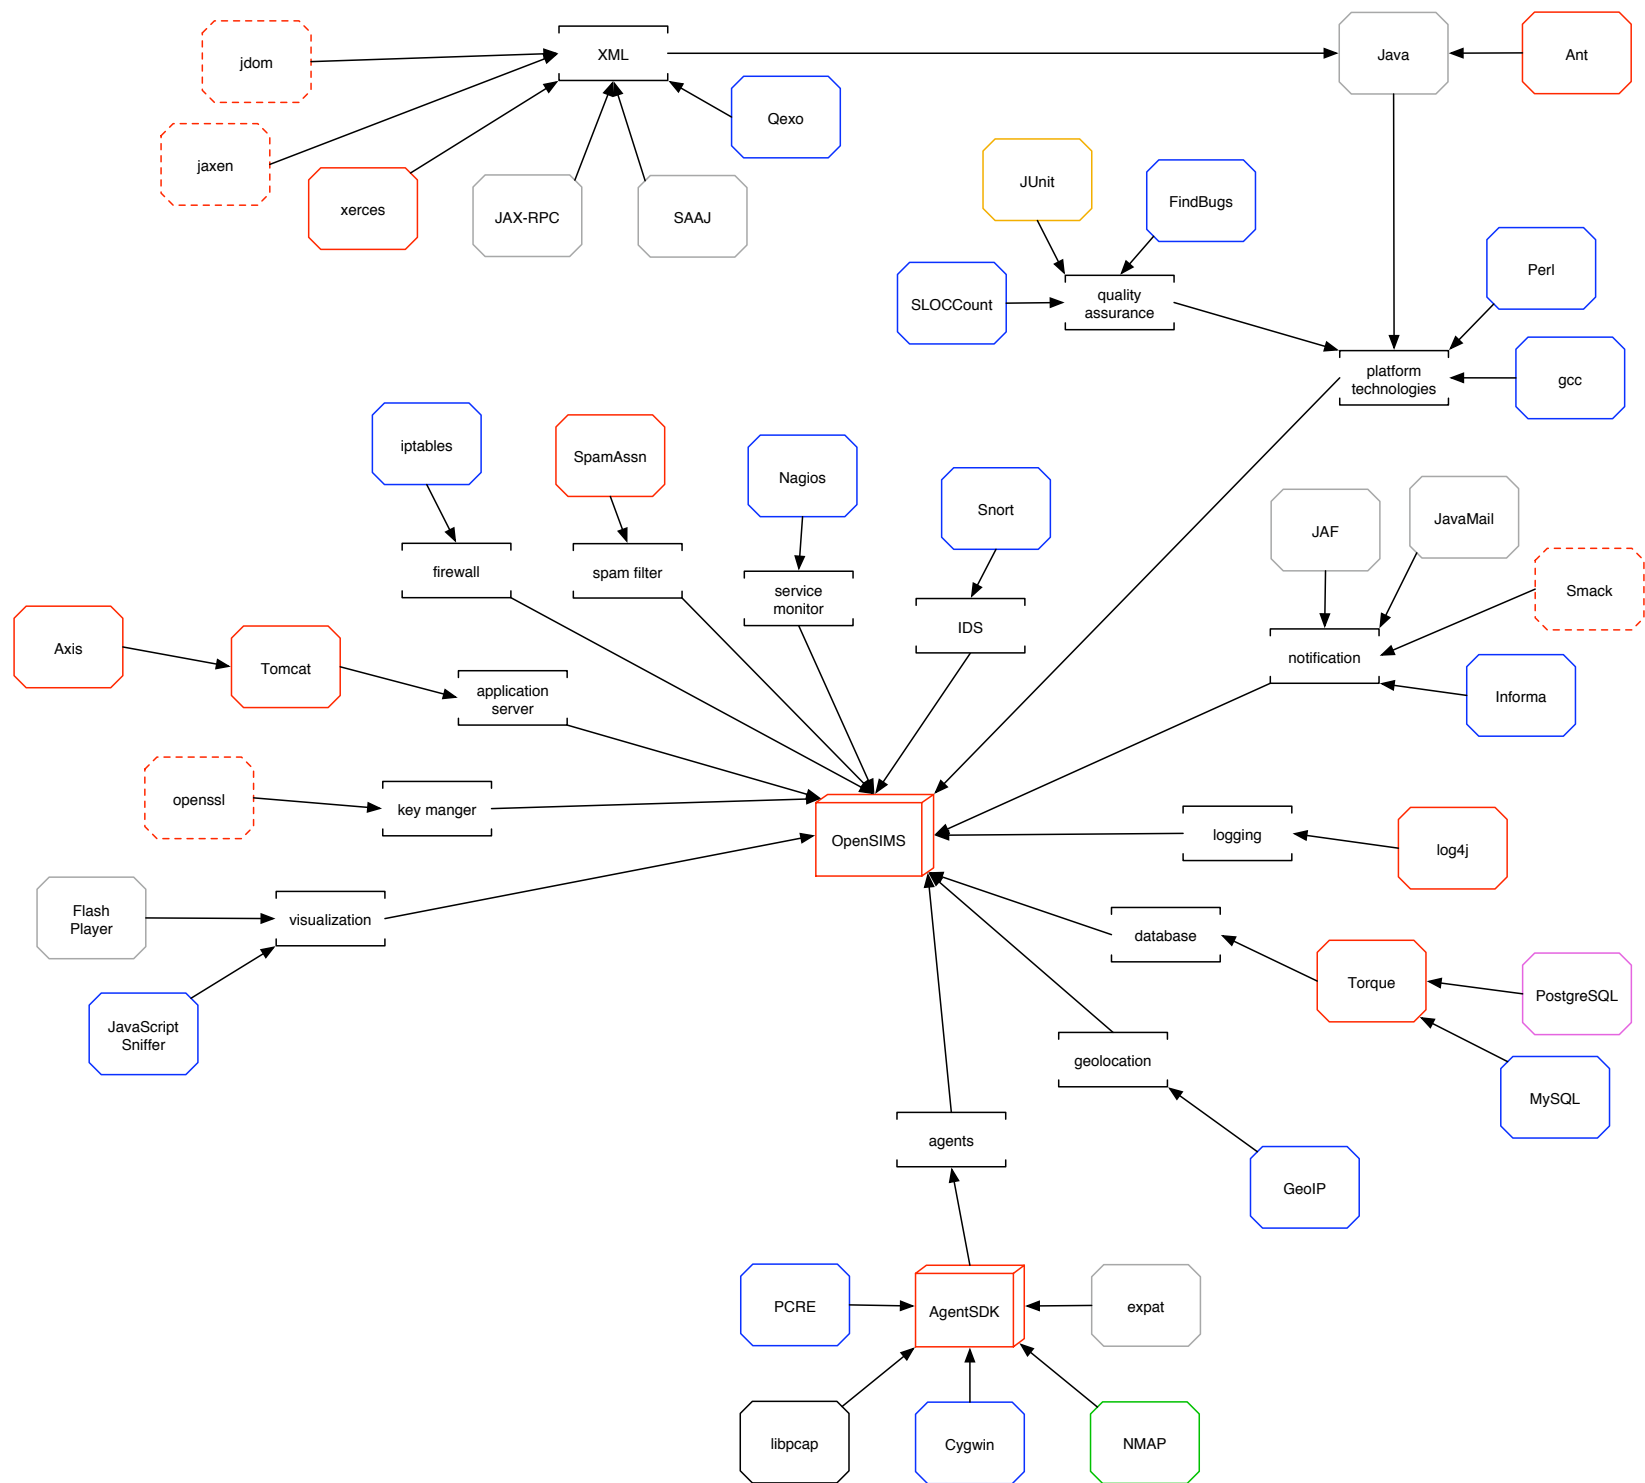 jdom
XML
Java
Ant
jaxen
xerces
JAX-RPC
SAAJ
Qexo
JUnit
FindBugs
SLOCCount
quality
assurance
Perl
platform
technologies
gcc
iptables
SpamAssn
Nagios
Snort
JAF
JavaMail
firewall
spam filter
service
monitor
IDS
Smack
notification
Informa
Axis
Tomcat
application
server
openssl
key manger
OpenSIMS
logging
log4j
Flash
Player
visualization
database
Torque
PostgreSQL
JavaScript
Sniffer
geolocation
MySQL
agents
GeoIP
PCRE
AgentSDK
expat
libpcap
Cygwin
NMAP